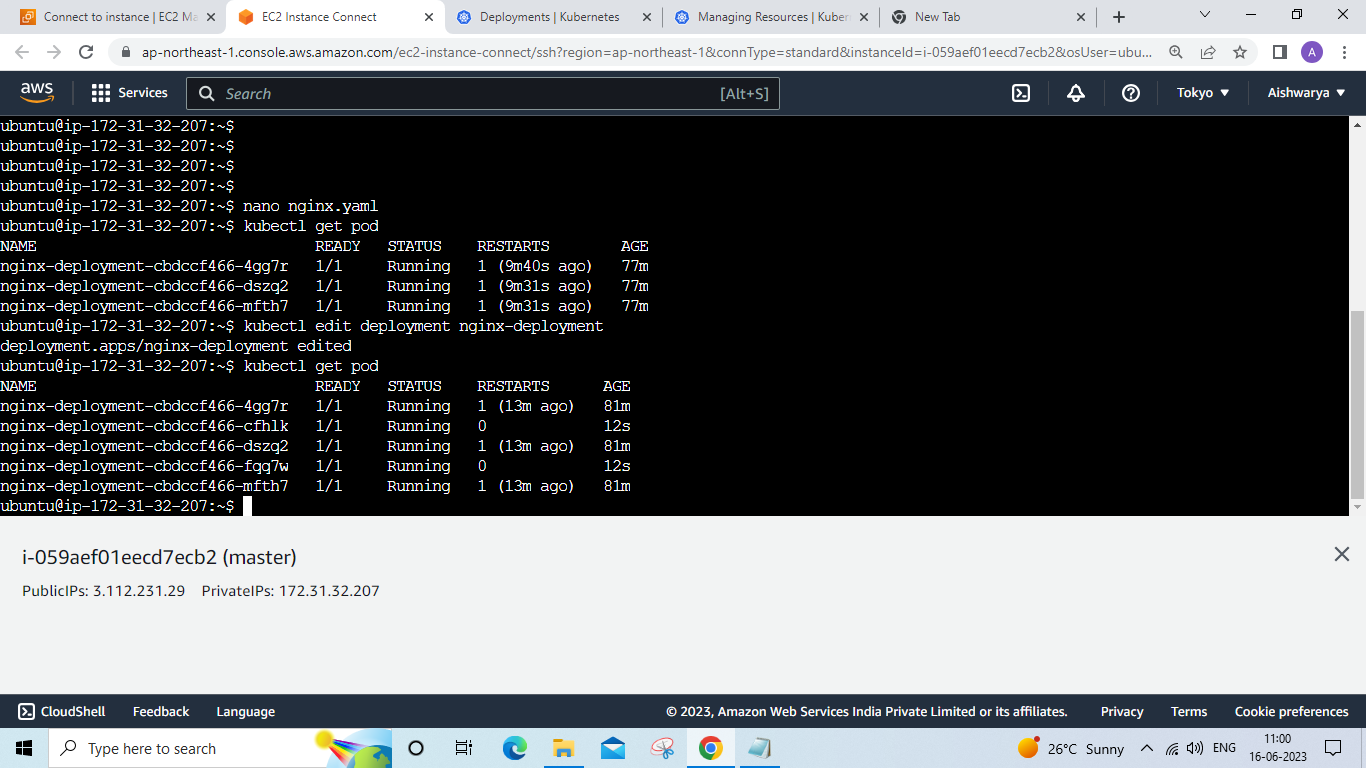 Connect to instance | EC2 Ma
EC2 Instance Connect
Deployments | Kubernetes
Managing Resources | Kubern
New Tab
ap-northeast-1.console.aws.amazon.com/ec2-instance-connect/ssh?region=ap-northeast-1&connType=standard&instanceId=i-059aef01eecd7ecb2&osUser=ubu...
A
aws
Services
Search
[Alt+S]
Tokyo
Aishwarya
ubuntu@ip-172-31-32-207:~$
ubuntu@ip-172-31-32-207:~$
ubuntu@ip-172-31-32-207:~$
ubuntu@ip-172-31-32-207:~$
ubuntu@ip-172-31-32-207:~$ nano nginx.yaml
ubuntu@ip-172-31-32-207:~$ kubectl get pod
NAME READY STATUS RESTARTS AGE
nginx-deployment-cbdccf466-4gg7r 1/1 Running 1 (9m40s ago) 77m
nginx-deployment-cbdccf466-dszq2 1/1 Running 1 (9m31s ago) 77m
nginx-deployment-cbdccf466-mfth7 1/1 Running 1 (9m31s ago) 77m
ubuntu@ip-172-31-32-207:~$ kubectl edit deployment nginx-deployment
deployment.apps/nginx-deployment edited
ubuntu@ip-172-31-32-207:~$ kubectl get pod
NAME READY STATUS RESTARTS AGE
nginx-deployment-cbdccf466-4gg7r 1/1 Running 1 (13m ago) 81m
nginx-deployment-cbdccf466-cfhlk 1/1 Running 0 12s
nginx-deployment-cbdccf466-dszq2 1/1 Running 1 (13m ago) 81m
nginx-deployment-cbdccf466-fqq7w 1/1 Running 0 12s
nginx-deployment-cbdccf466-mfth7 1/1 Running 1 (13m ago) 81m
ubuntu@ip-172-31-32-207:~$
i-059aef01eecd7ecb2 (master)
PublicIPs: 3.112.231.29 PrivateIPs: 172.31.32.207
CloudShell
Feedback
Language
© 2023, Amazon Web Services India Private Limited or its affiliates.
Privacy
Terms
Cookie preferences
Type here to search
26°C Sunny
ENG
11:00
16-06-2023